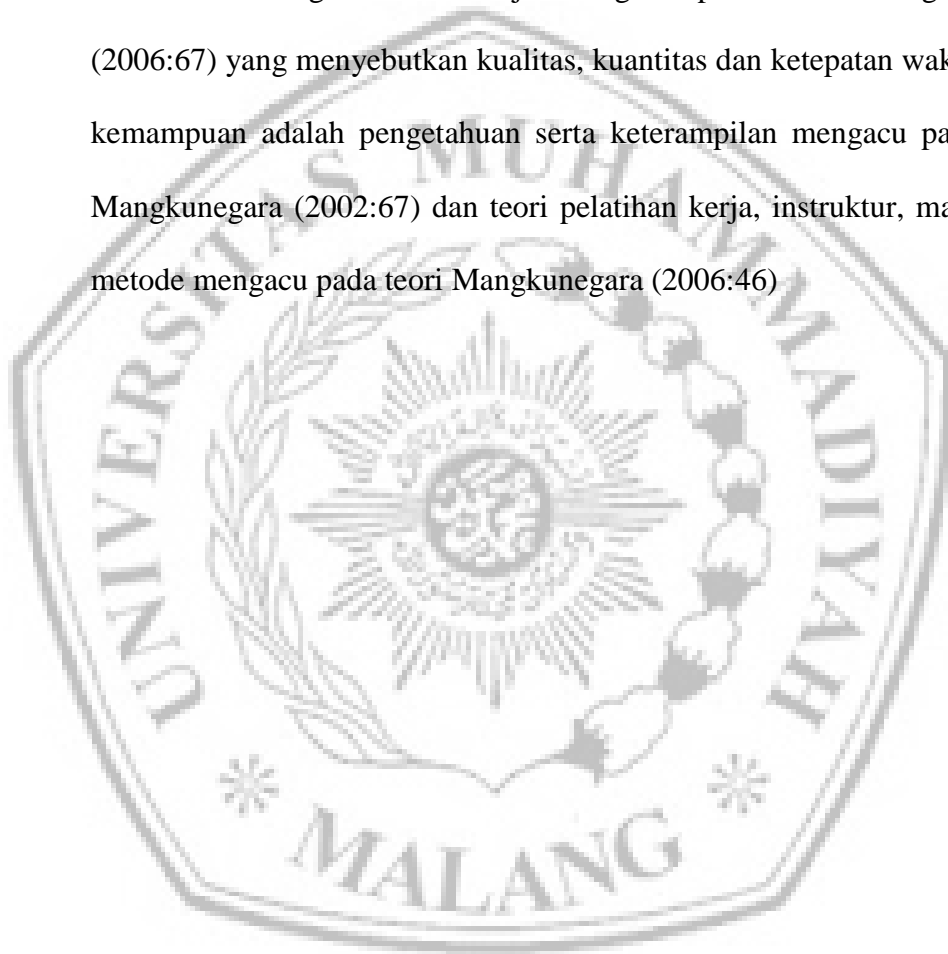 (2006:67) yang menyebutkan kualitas, kuantitas dan ketepatan wak
kemampuan adalah pengetahuan serta keterampilan mengacu pa
Mangkunegara (2002:67) dan teori pelatihan kerja, instruktur, ma
metode mengacu pada teori Mangkunegara (2006:46)
UNIVERSITAS MUHAMMADIYAH
MALANG